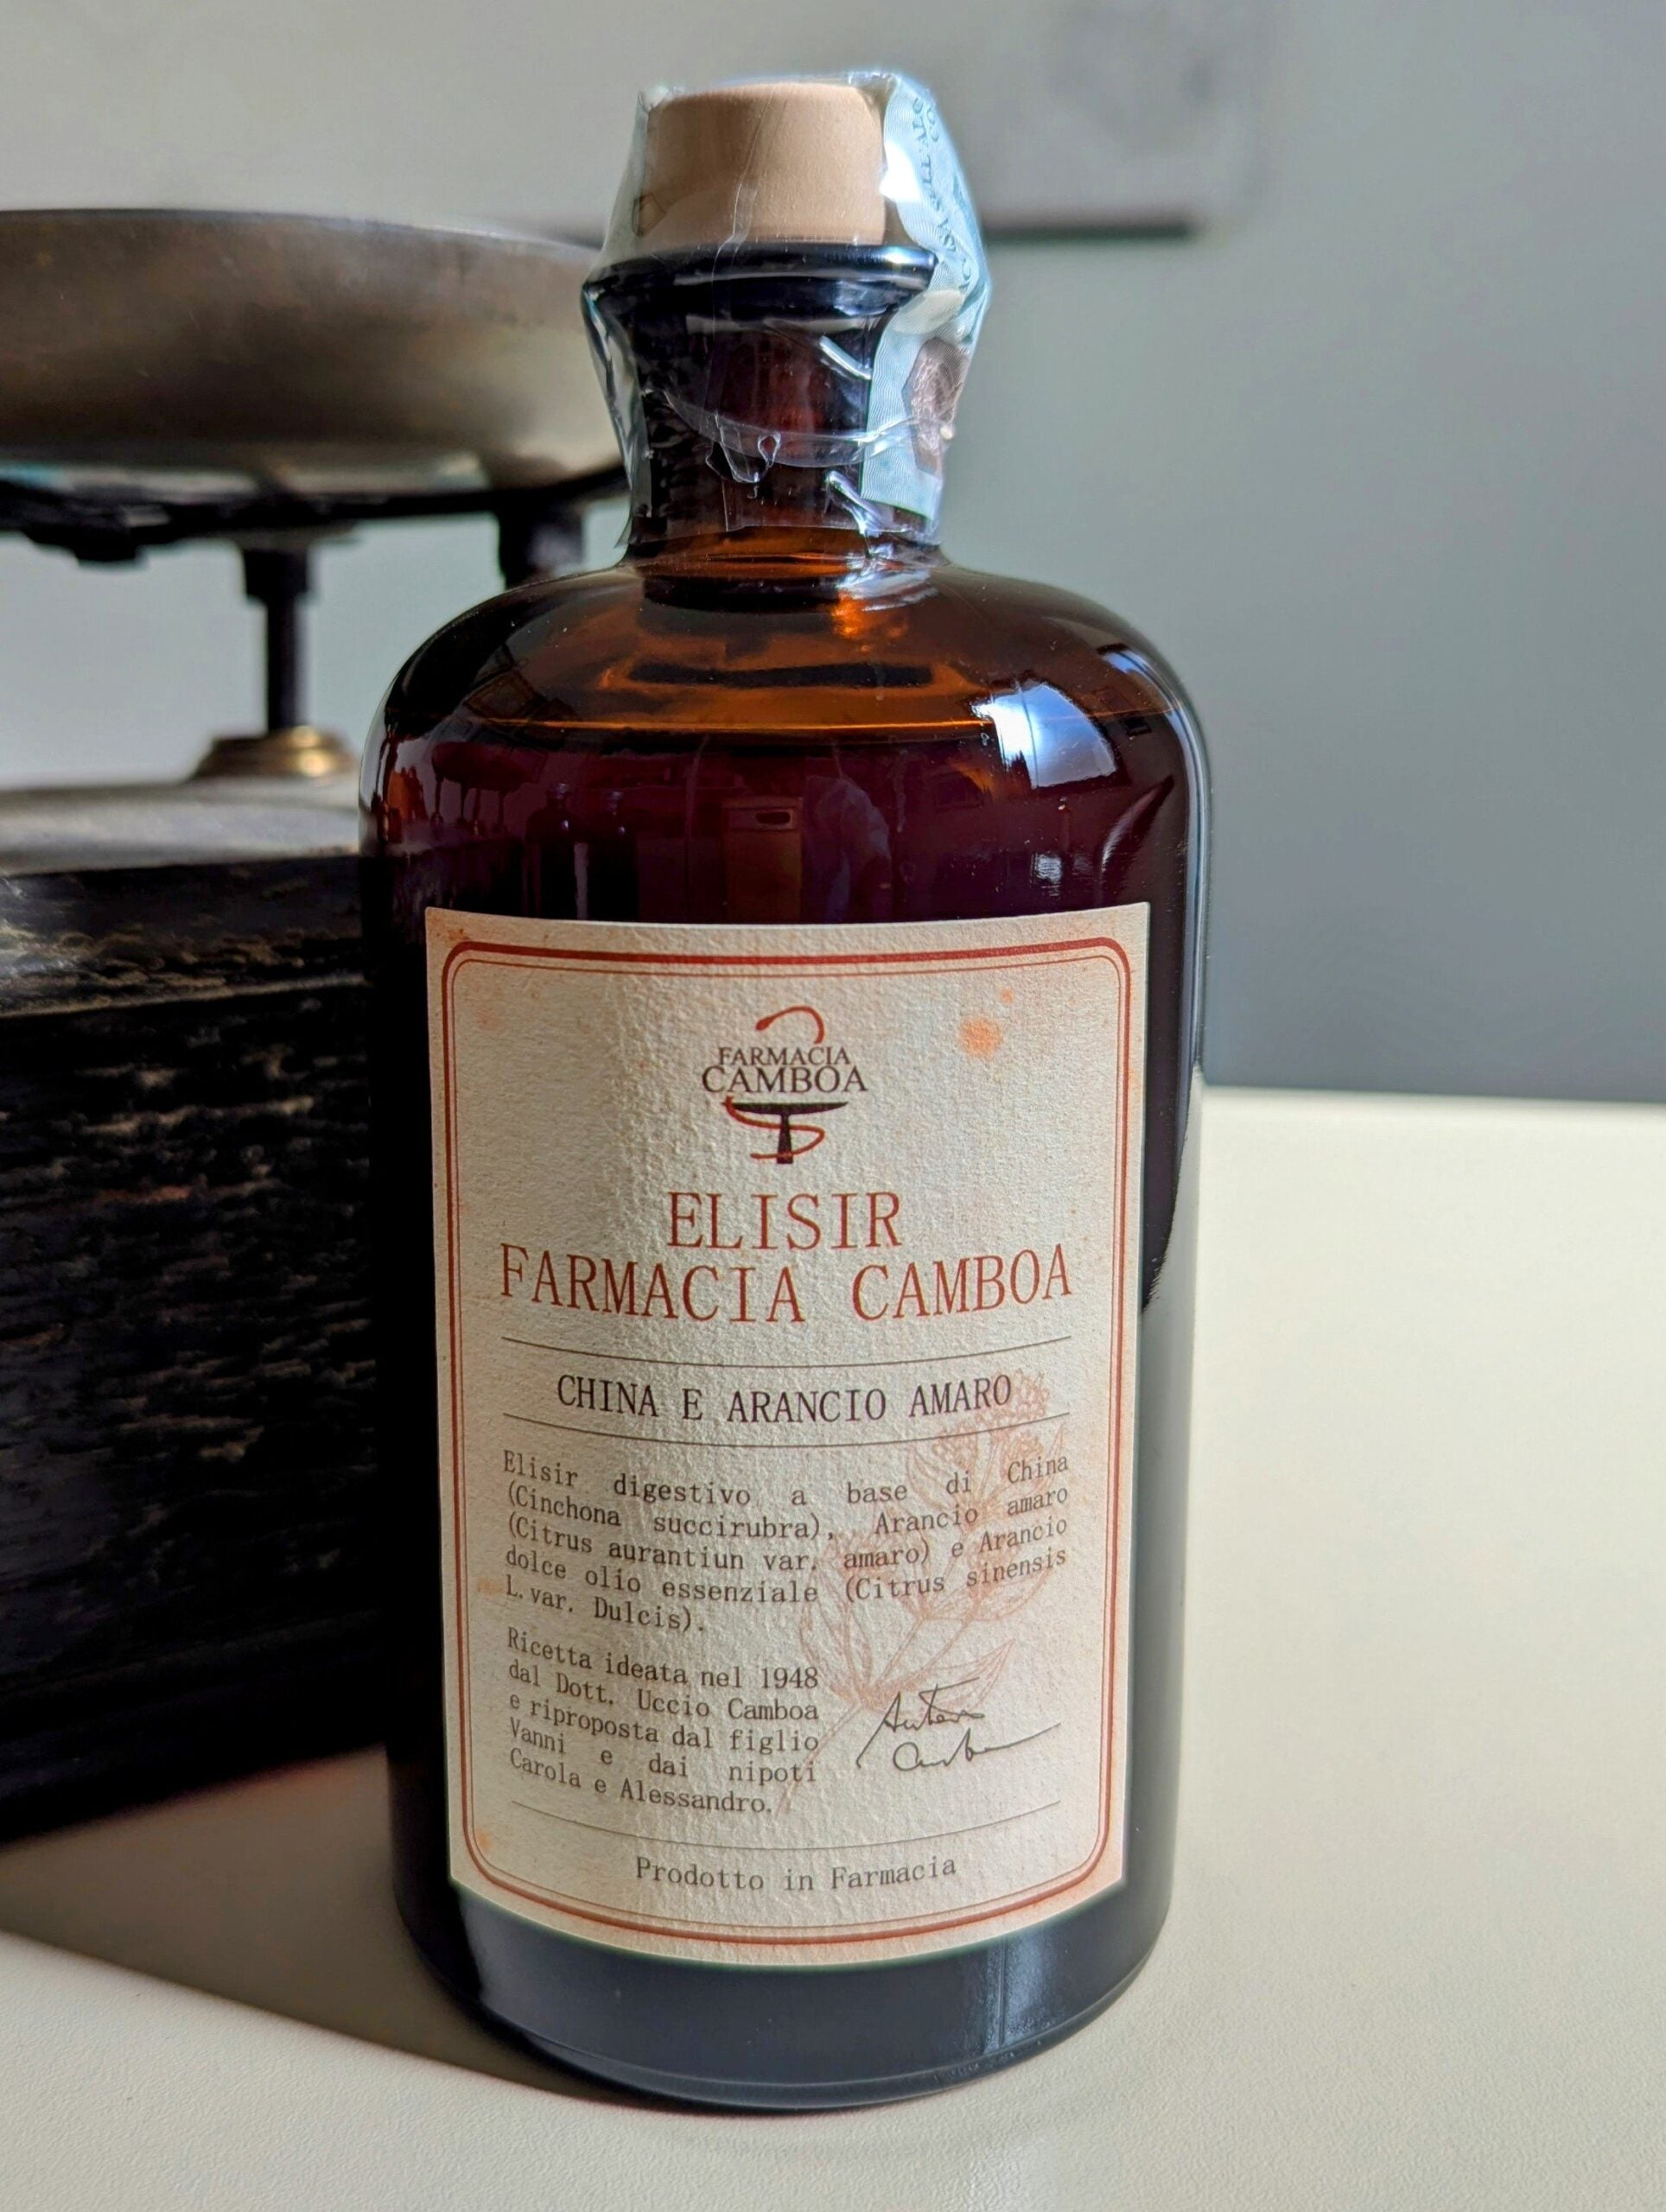 FARMACIA
CAMBOA
ELISIR
FARMACIA CAMBOA
CHINA E ARANCIO AMARO
Elisir digestivo a base di China
(Cinchona succirubra), Arancio amaro
(Citrus aurantiun var. amaro) e Arancio
dolce olio essenziale (Citrus sinensis
L.var. Dulcis).
Ricetta ideata nel 1948
dal Dott. Uccio Camboa
e riproposta dal figlio
Vanni e dai nipoti
Carola e Alessandro.
Prodotto in Farmacia